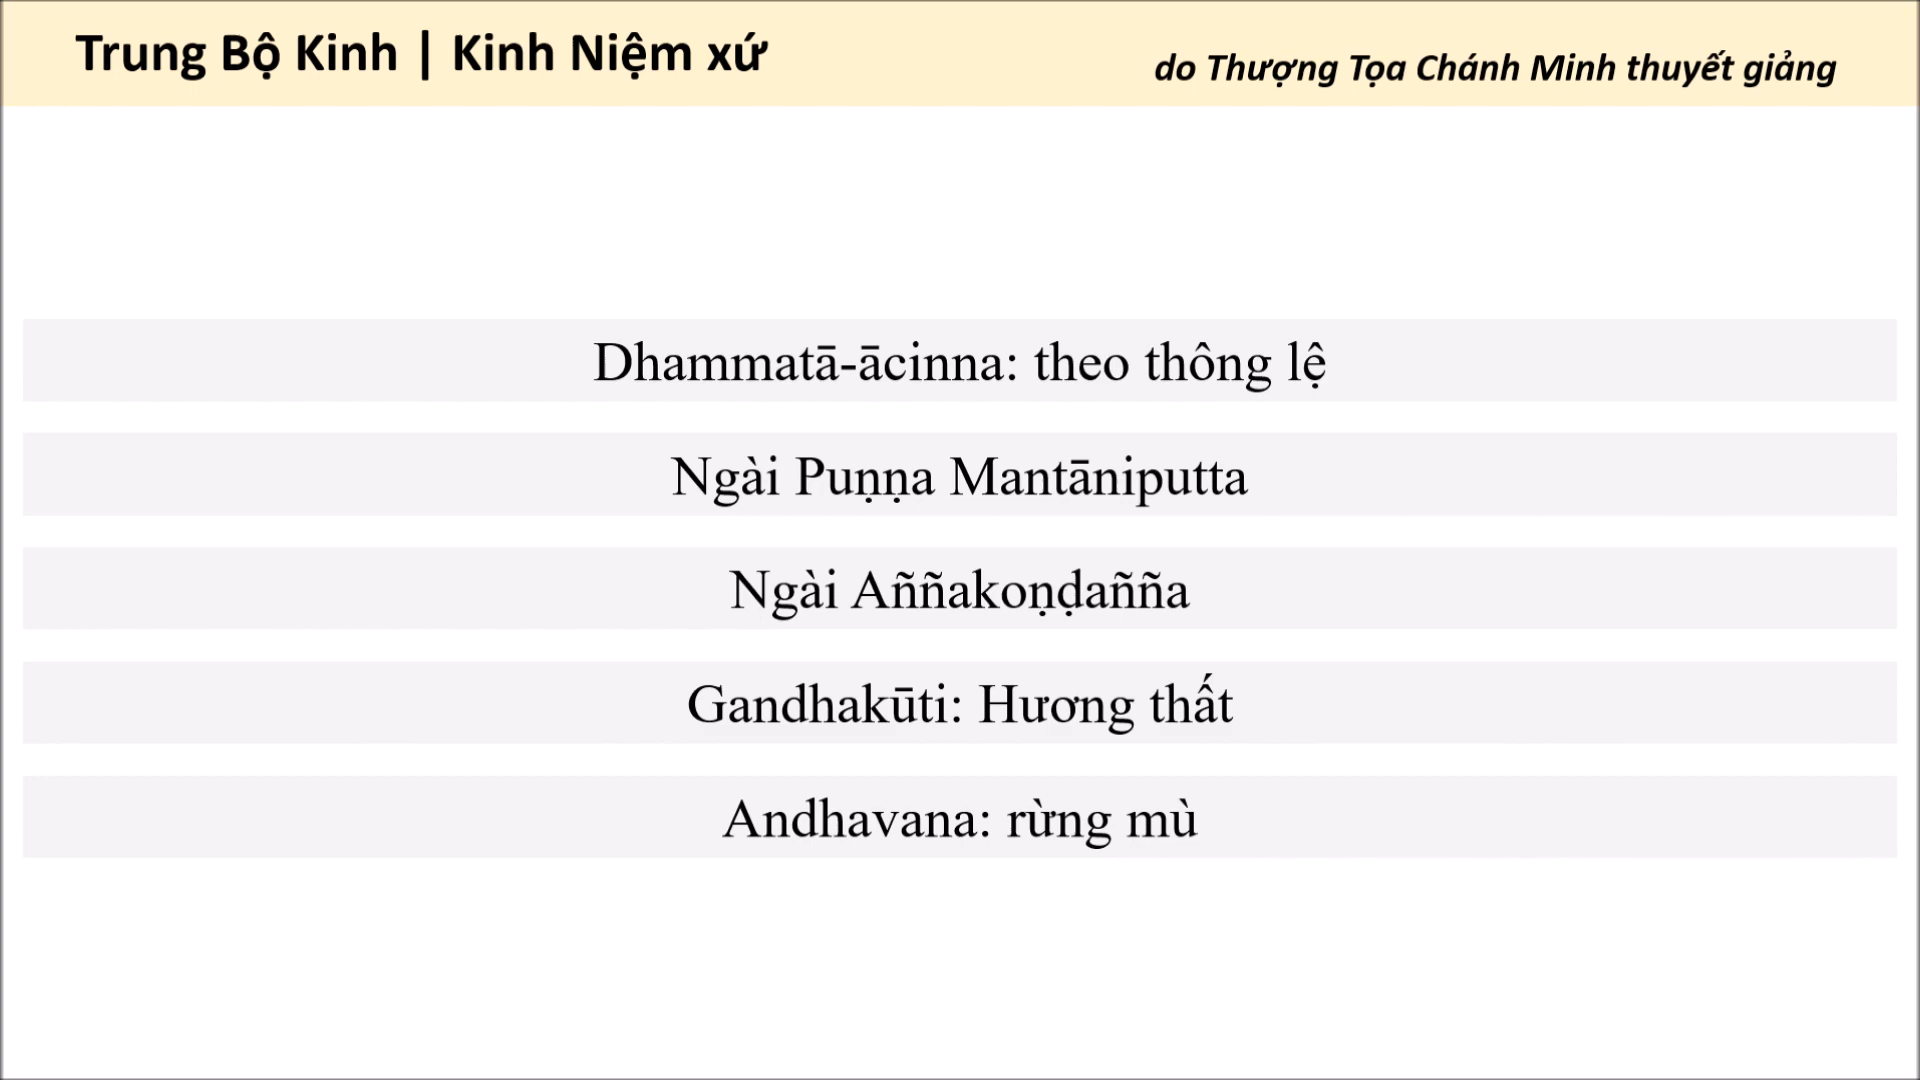 Trung Bộ Kinh | Kinh Niệm xứ
do Thượng Tọa Chánh Minh thuyết giảng
Dhammatā-ācinna: theo thông lệ
Ngài Puṇṇa Mantāniputta
Ngài Aññakoṇḍañña
Gandhakūti: Hương thất
Andhavana: rừng mù